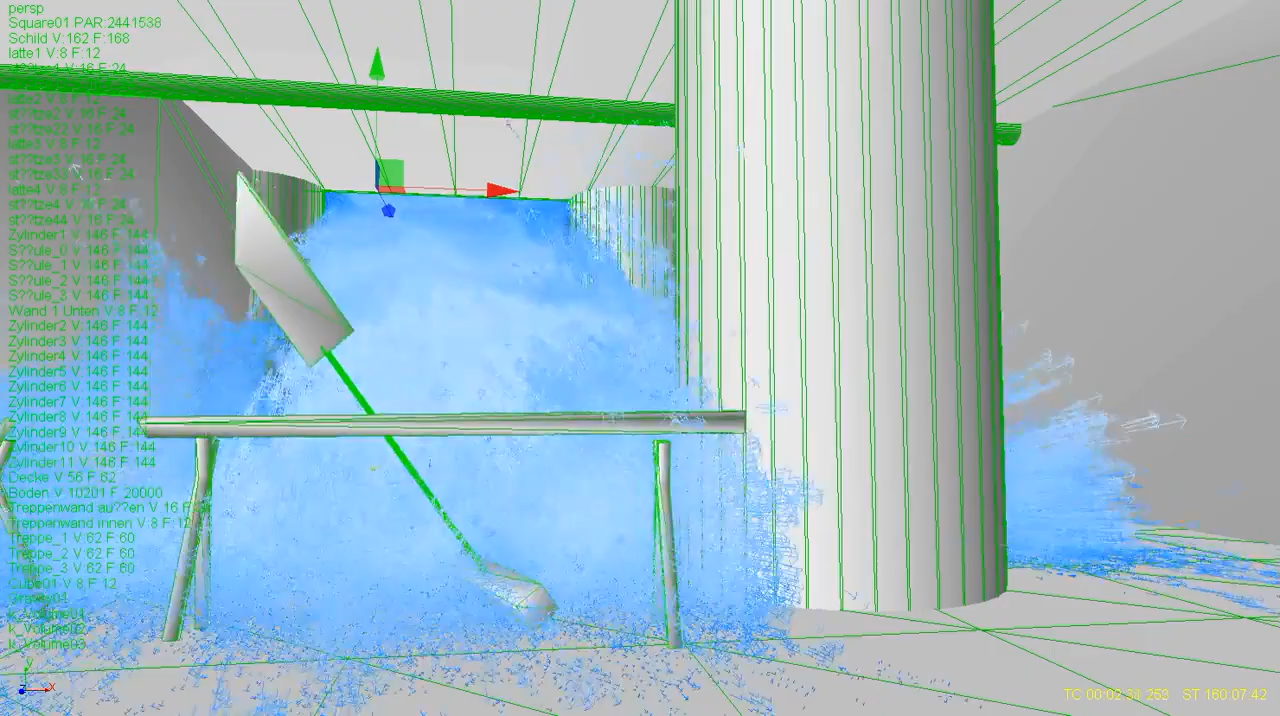 persp
Square01 PAR:2441538
Schild V:162 F:168
latte1 V:8 F:12
st??tze1 V:16 F:24
latte2 V:8 F:12
st??tze2 V:16 F:24
st??tze22 V:16 F:24
latte3 V:8 F:12
st??tze3 V:16 F:24
st??tze33 V:16 F:24
latte4 V:8 F:12
st??tze4 V:16 F:24
st??tze44 V:16 F:24
Zylinder1 V:146 F:144
S??ule_0 V:146 F:144
S??ule_1 V:146 F:144
S??ule_2 V:146 F:144
S??ule_3 V:146 F:144
Wand 1 Unten V:8 F:12
Zylinder2 V:146 F:144
Zylinder3 V:146 F:144
Zylinder4 V:146 F:144
Zylinder5 V:146 F:144
Zylinder6 V:146 F:144
Zylinder7 V:146 F:144
Zylinder8 V:146 F:144
Zylinder9 V:146 F:144
Zylinder10 V:146 F:144
Zylinder11 V:146 F:144
Decke V:56 F:62
Boden V:10201 F:20000
Treppenwand au??en V:16 F:
Treppenwand innen V:8 F:12
Treppe_1 V:62 F:60
Treppe_2 V:62 F:60
Treppe_3 V:62 F:60
Cube01 V:8 F:12
Gravity01
k_Volume01
k_Volume02
k_Volume03
y
x
TC 00:02:31 253 ST 160:07:42